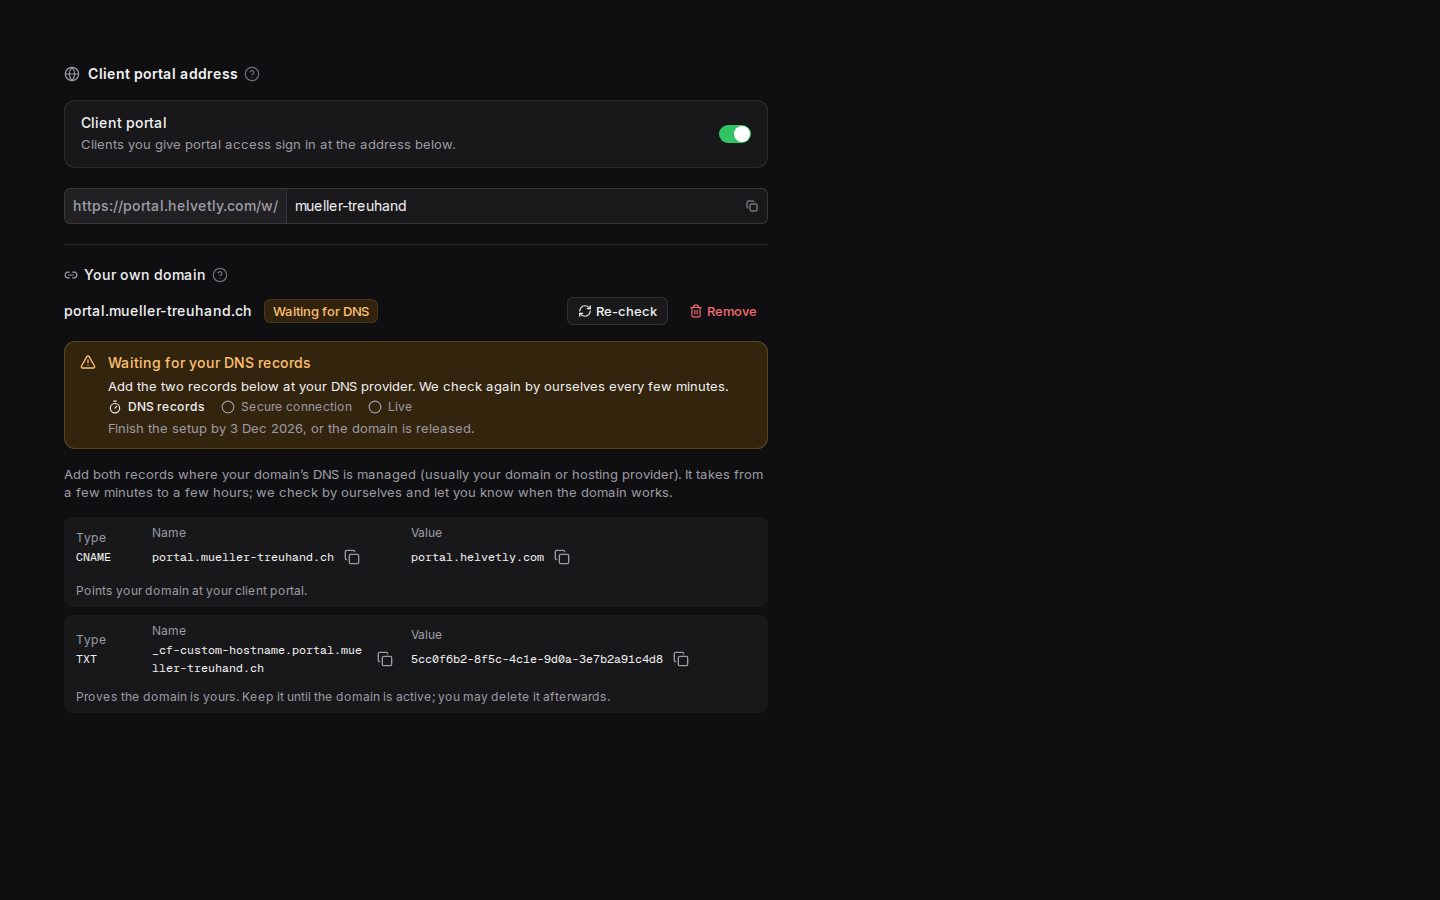 Client portal address
Client portal
Clients you give portal access sign in at the address below.
https://portal.helvetly.com/w/ mueller-treuhand
Your own domain
portal.mueller-treuhand.ch Waiting for DNS Re-check Remove
Waiting for your DNS records
Add the two records below at your DNS provider. We check again by ourselves every few minutes.
DNS records Secure connection Live
Finish the setup by 3 Dec 2026, or the domain is released.
Add both records where your domain’s DNS is managed (usually your domain or hosting provider). It takes from
a few minutes to a few hours; we check by ourselves and let you know when the domain works.
Type Name Value
CNAME portal.mueller-treuhand.ch portal.helvetly.com
Points your domain at your client portal.
Type Name Value
TXT _cf-custom-hostname.portal.mue 5cc0f6b2-8f5c-4c1e-9d0a-3e7b2a91c4d8
ller-treuhand.ch
Proves the domain is yours. Keep it until the domain is active; you may delete it afterwards.